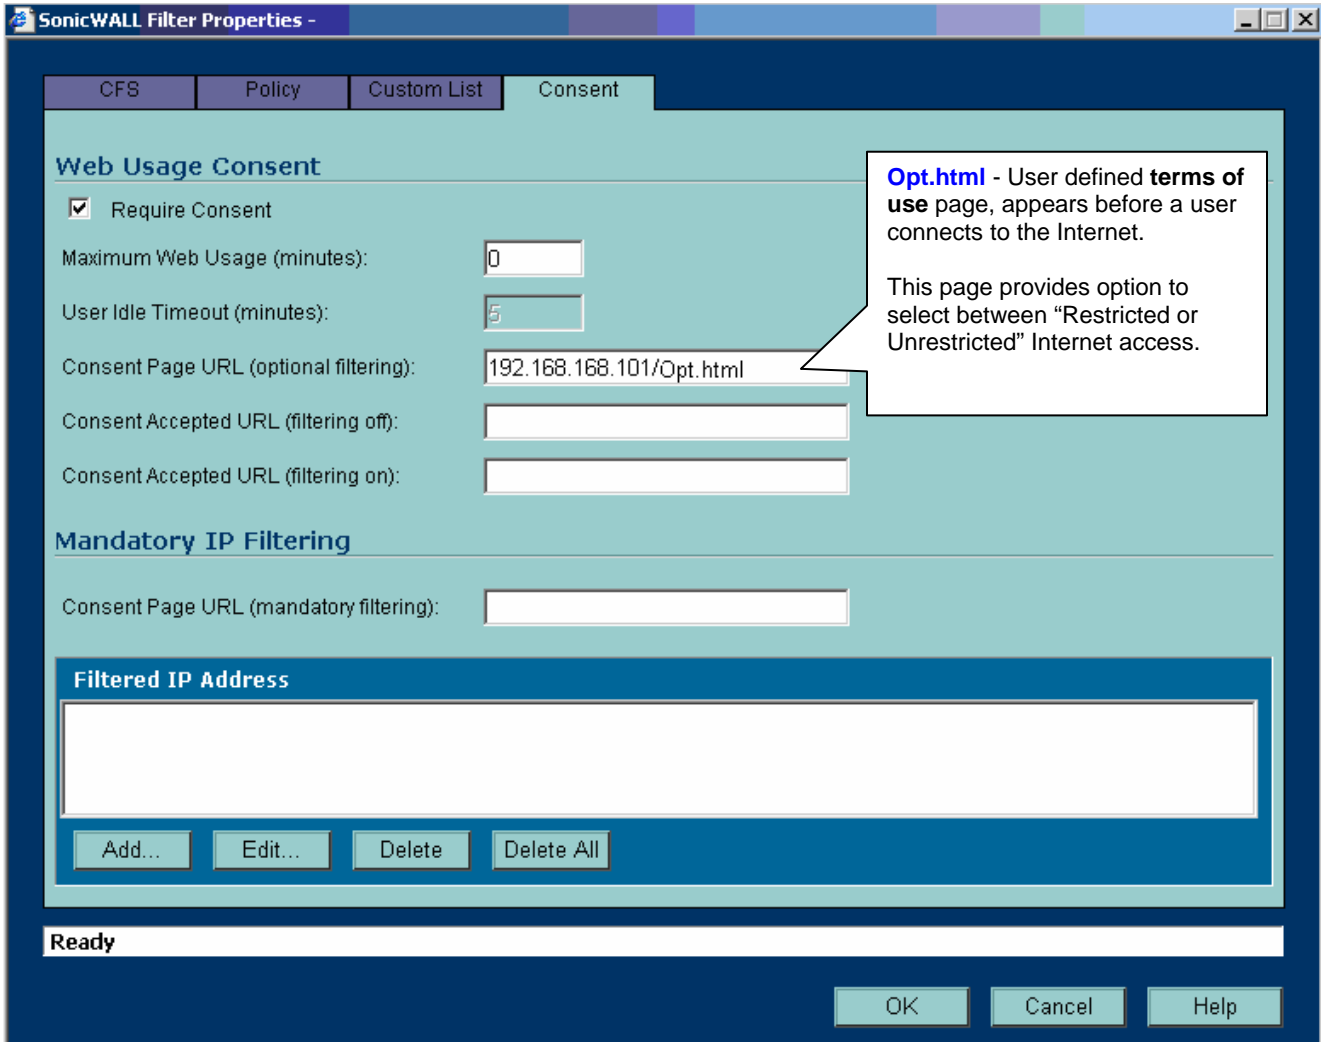 SonicWALL Filter Properties -
CFS
Policy
Custom List
Consent
Web Usage Consent
Require Consent
Maximum Web Usage (minutes):
0
User Idle Timeout (minutes):
5
Consent Page URL (optional filtering):
192.168.168.101/Opt.html
Consent Accepted URL (filtering off):
Consent Accepted URL (filtering on):
Opt.html - User defined terms of
use page, appears before a user
connects to the Internet.
This page provides option to
select between “Restricted or
Unrestricted” Internet access.
Mandatory IP Filtering
Consent Page URL (mandatory filtering):
Filtered IP Address
Add...
Edit...
Delete
Delete All
Ready
OK
Cancel
Help